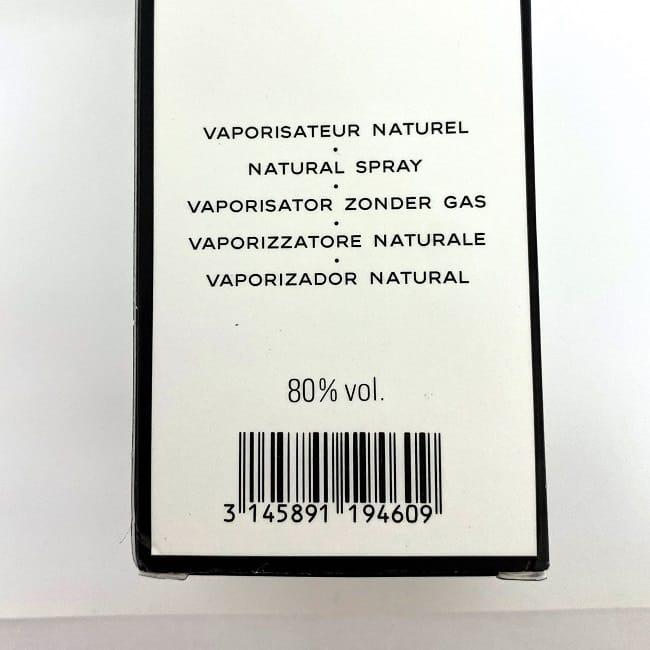 VAPORISATEUR NATUREL
•
NATURAL SPRAY
•
VAPORISATOR ZONDER GAS
•
VAPORIZZATORE NATURALE
•
VAPORIZADOR NATURAL
80% vol.
3 145891 194609